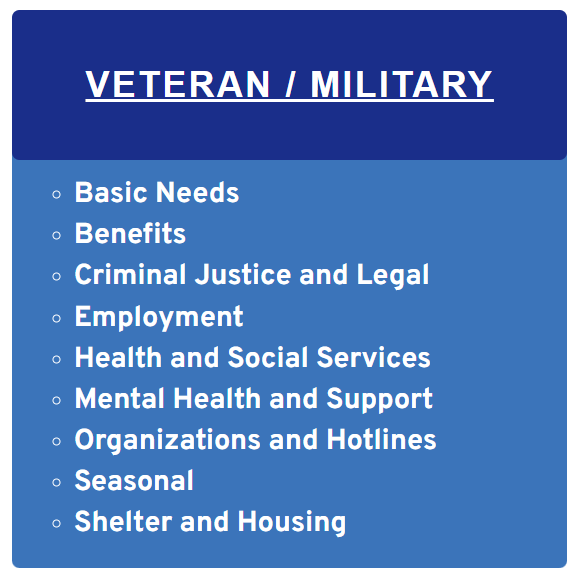 VETERAN / MILITARY
Basic Needs
Benefits
Criminal Justice and Legal
Employment
Health and Social Services
Mental Health and Support
Organizations and Hotlines
Seasonal
Shelter and Housing